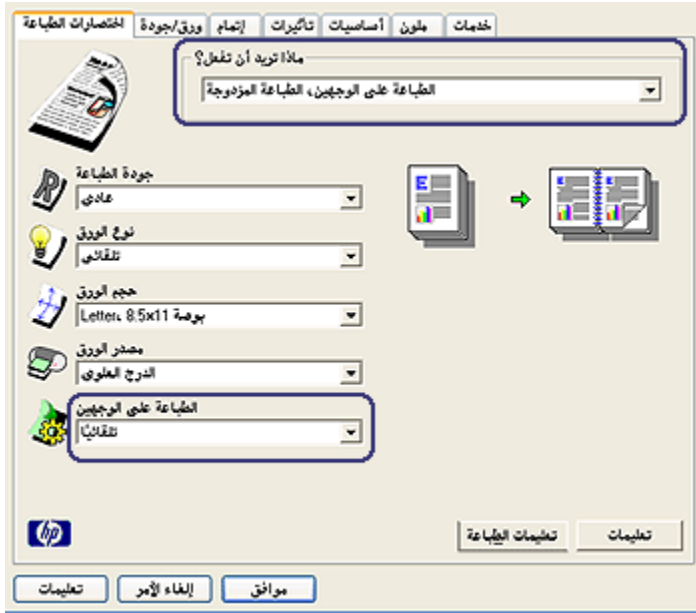 اختصارات الطباعة
ورق/جودة
إتمام
تأثيرات
أساسيات
ملون
خدمات
ماذا تريد أن تفعل؟
الطباعة على الوجهين، الطباعة المزدوجة
جودة الطباعة
عادي
نوع الورق
تلقائي
حجم الورق
Letter، 8.5x11 بوصة
مصدر الورق
الدرج العلوي
الطباعة على الوجهين
تلقائيًا
hp
تعليمات الطباعة
تعليمات
موافق
إلغاء الأمر
تعليمات